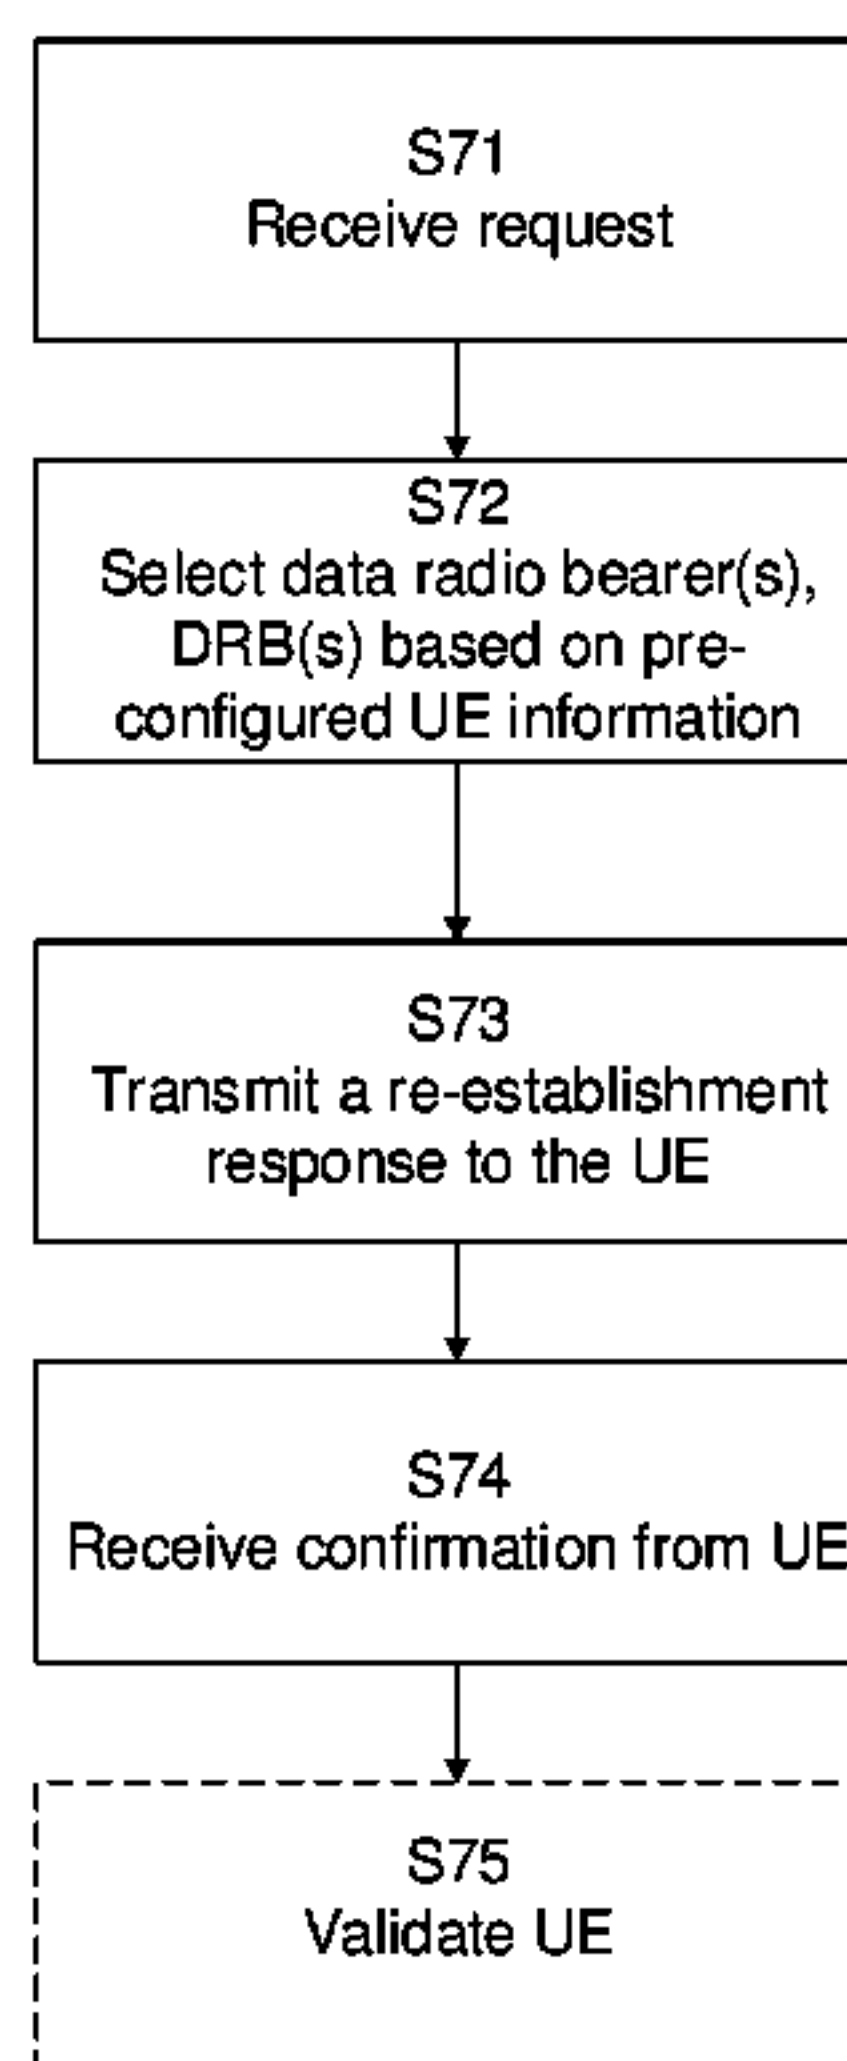 S71
Receive request
S72
Select data radio bearer(s),
DRB(s) based on pre-
configured UE information
S73
Transmit a re-establishment
response to the UE
S74
Receive confirmation from UE
S75
Validate UE